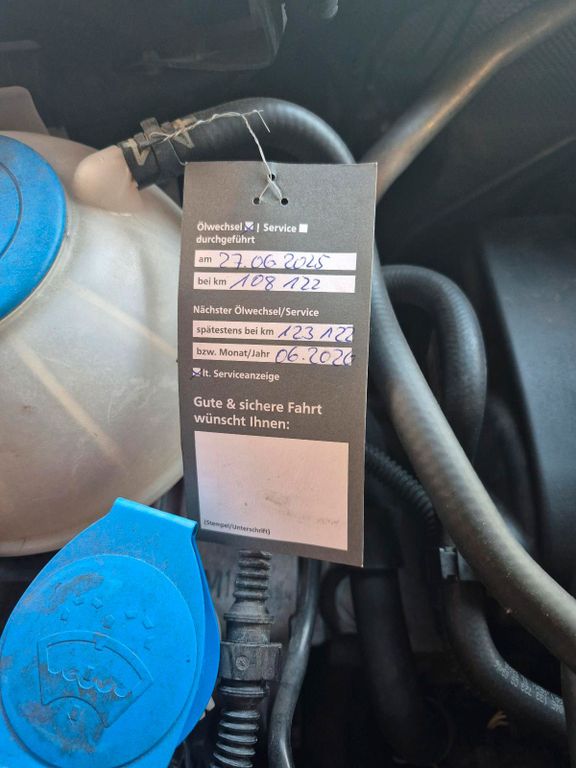 Ölwechsel | Service
durchgeführt
am 27.06.2025
bei km 108 122
Nächster Ölwechsel/Service
spätestens bei km 123 122
bzw. Monat/Jahr 06.2026
lt. Serviceanzeige
Gute & sichere Fahrt
wünscht Ihnen:
(Stempel/Unterschrift)